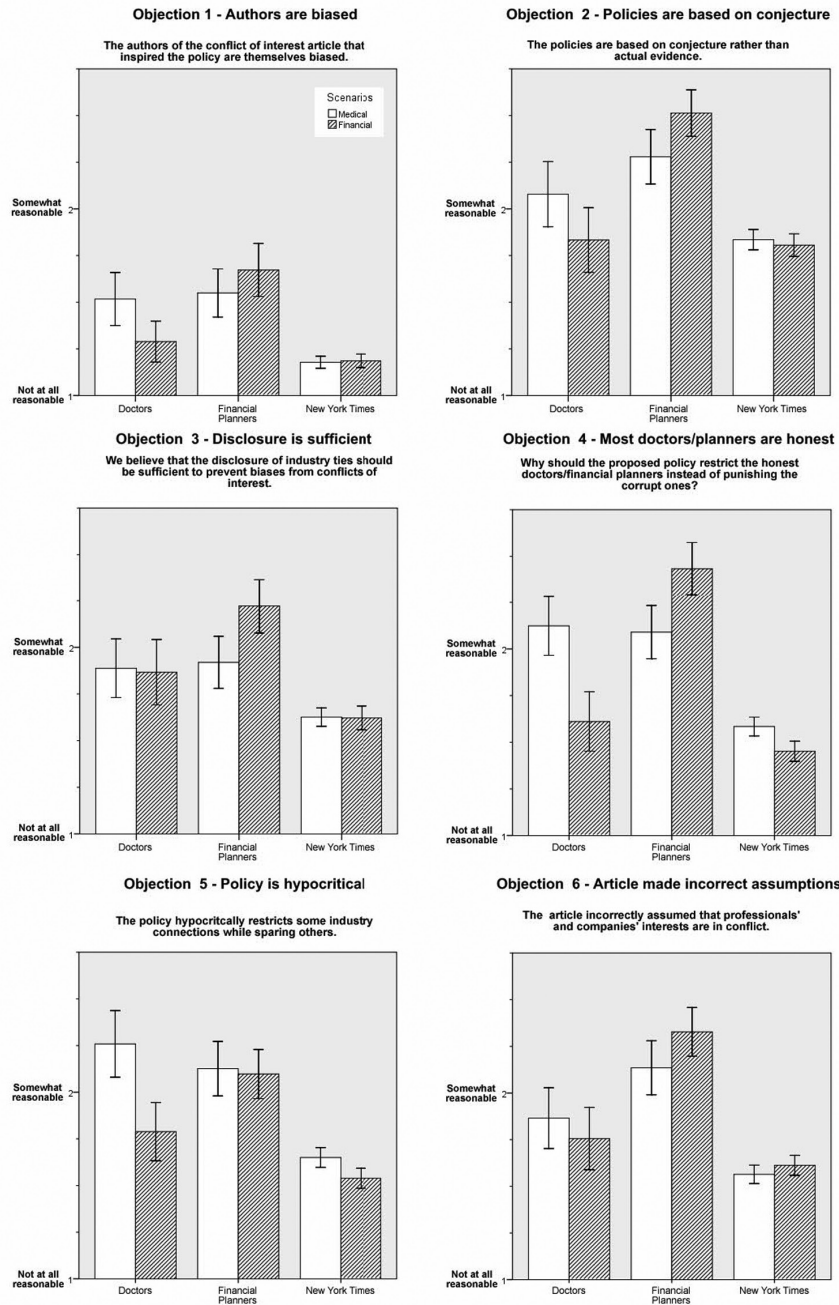 Objection 1 - Authors are biased
The authors of the conflict of interest article that
inspired the policy are themselves biased.
Scenarios
Medical
Financial
Somewhat
reasonable 2
Not at all
reasonable 1
Doctors
Financial
Planners
New York Times
Objection 2 - Policies are based on conjecture
The policies are based on conjecture rather than
actual evidence.
Somewhat
reasonable 2
Not at all
reasonable 1
Doctors
Financial
Planners
New York Times
Objection 3 - Disclosure is sufficient
We believe that the disclosure of industry ties should
be sufficient to prevent biases from conflicts of
interest.
Somewhat
reasonable 2
Not at all
reasonable 1
Doctors
Financial
Planners
New York Times
Objection 4 - Most doctors/planners are honest
Why should the proposed policy restrict the honest
doctors/financial planners instead of punishing the
corrupt ones?
Somewhat
reasonable 2
Not at all
reasonable 1
Doctors
Financial
Planners
New York Times
Objection 5 - Policy is hypocritical
The policy hypocritcally restricts some industry
connections while sparing others.
Somewhat
reasonable 2
Not at all
reasonable 1
Doctors
Financial
Planners
New York Times
Objection 6 - Article made incorrect assumptions
The article incorrectly assumed that professionals'
and companies' interests are in conflict.
Somewhat
reasonable 2
Not at all
reasonable 1
Doctors
Financial
Planners
New York Times